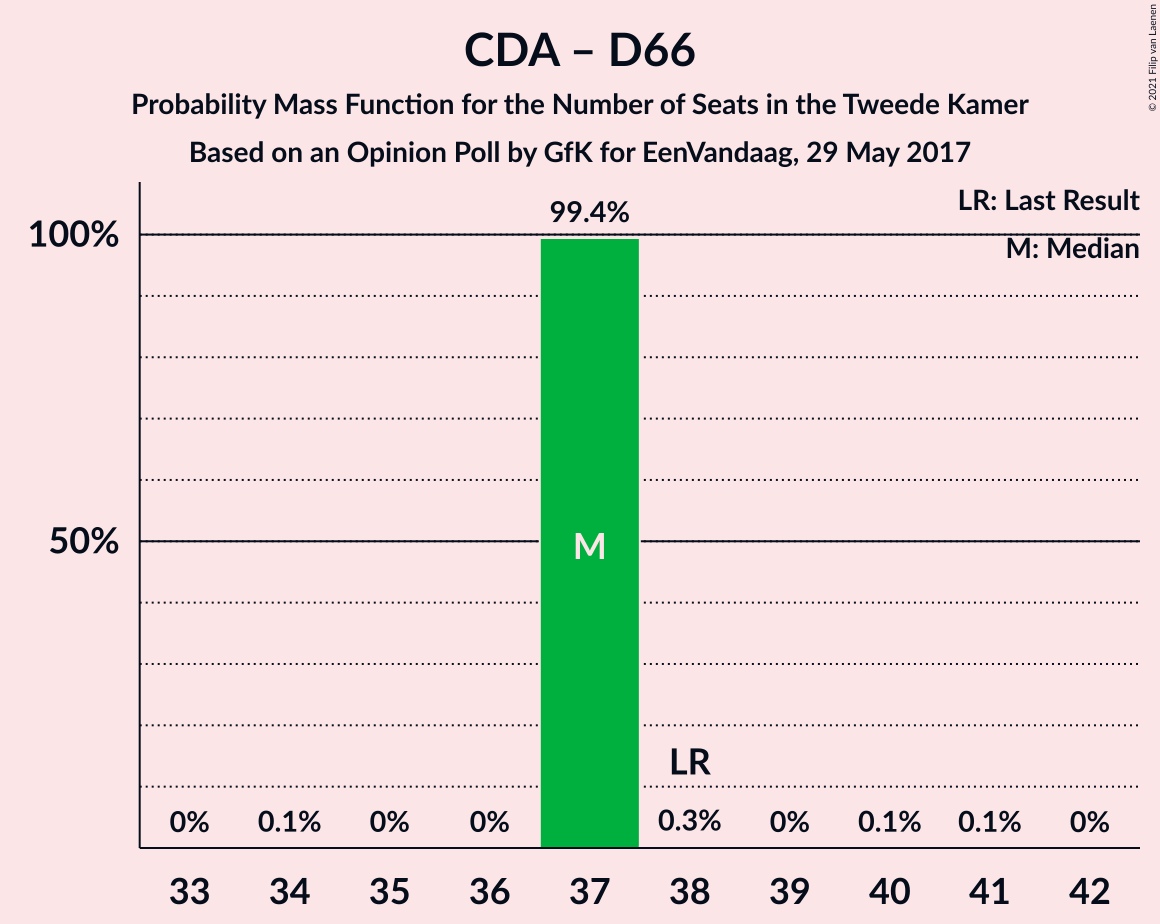 CDA – D66
Probability Mass Function for the Number of Seats in the Tweede Kamer
Based on an Opinion Poll by GfK for EenVandaag, 29 May 2017
© 2021 Filip van Laenen
LR: Last Result
M: Median
99.4%
100%
50%
M
LR
0% 0.1% 0% 0% 0.3% 0% 0.1% 0.1% 0%
33 34 35 36 37 38 39 40 41 42